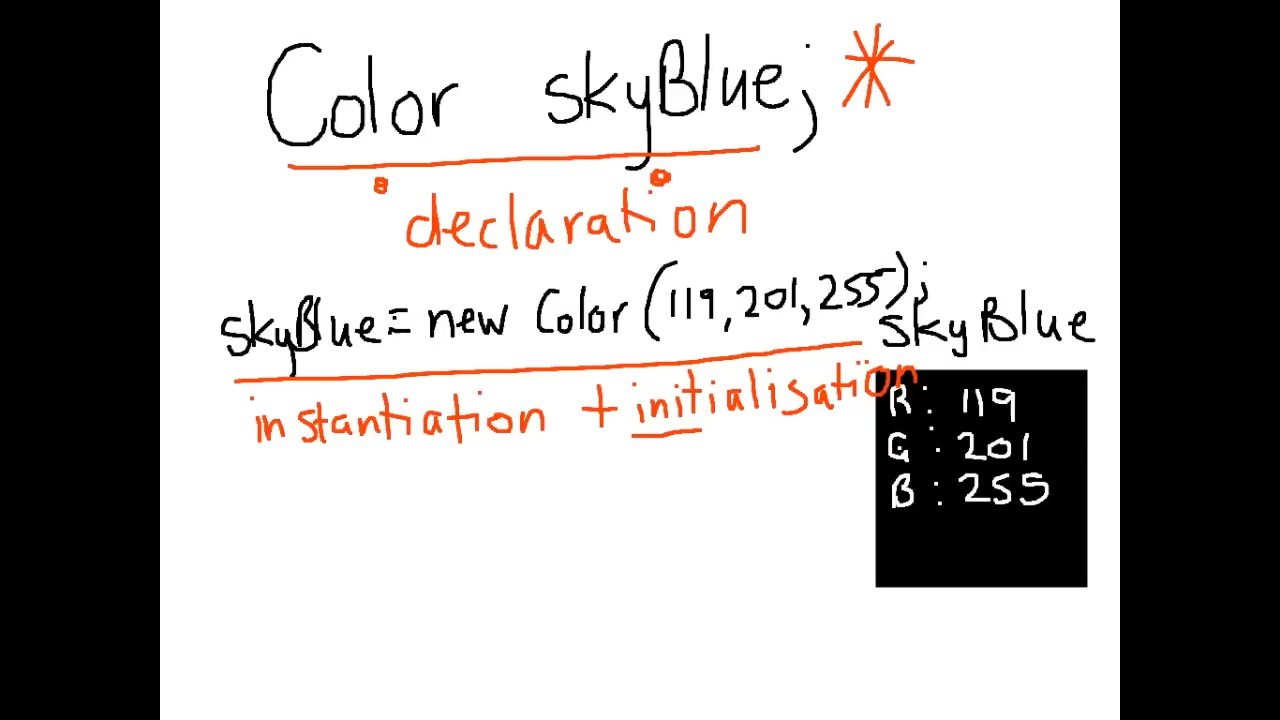 Color skyBlue; *
declaration
skyBlue = new Color (119, 201, 255);
skyBlue
instantiation + initialisation
R : 119
G : 201
B : 255